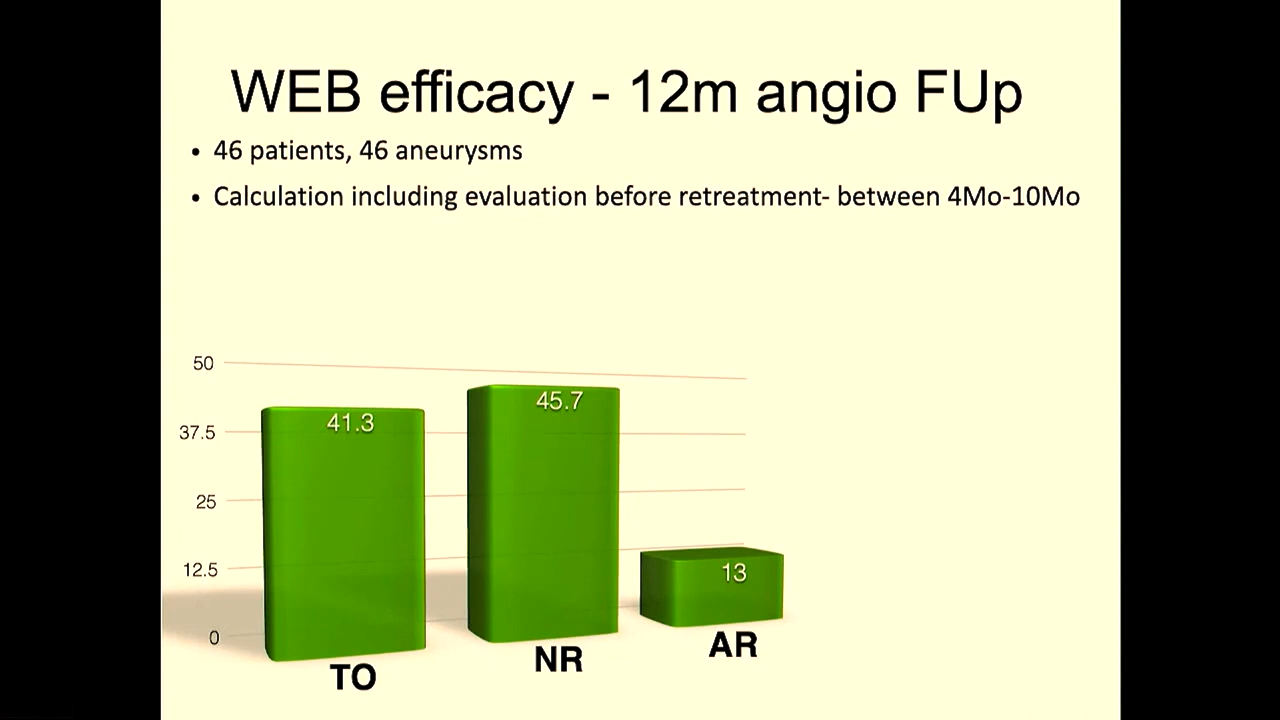 WEB efficacy - 12m angio FUp
• 46 patients, 46 aneurysms
• Calculation including evaluation before retreatment- between 4Mo-10Mo
50
37.5
25
12.5
0
41.3
45.7
13
TO
NR
AR